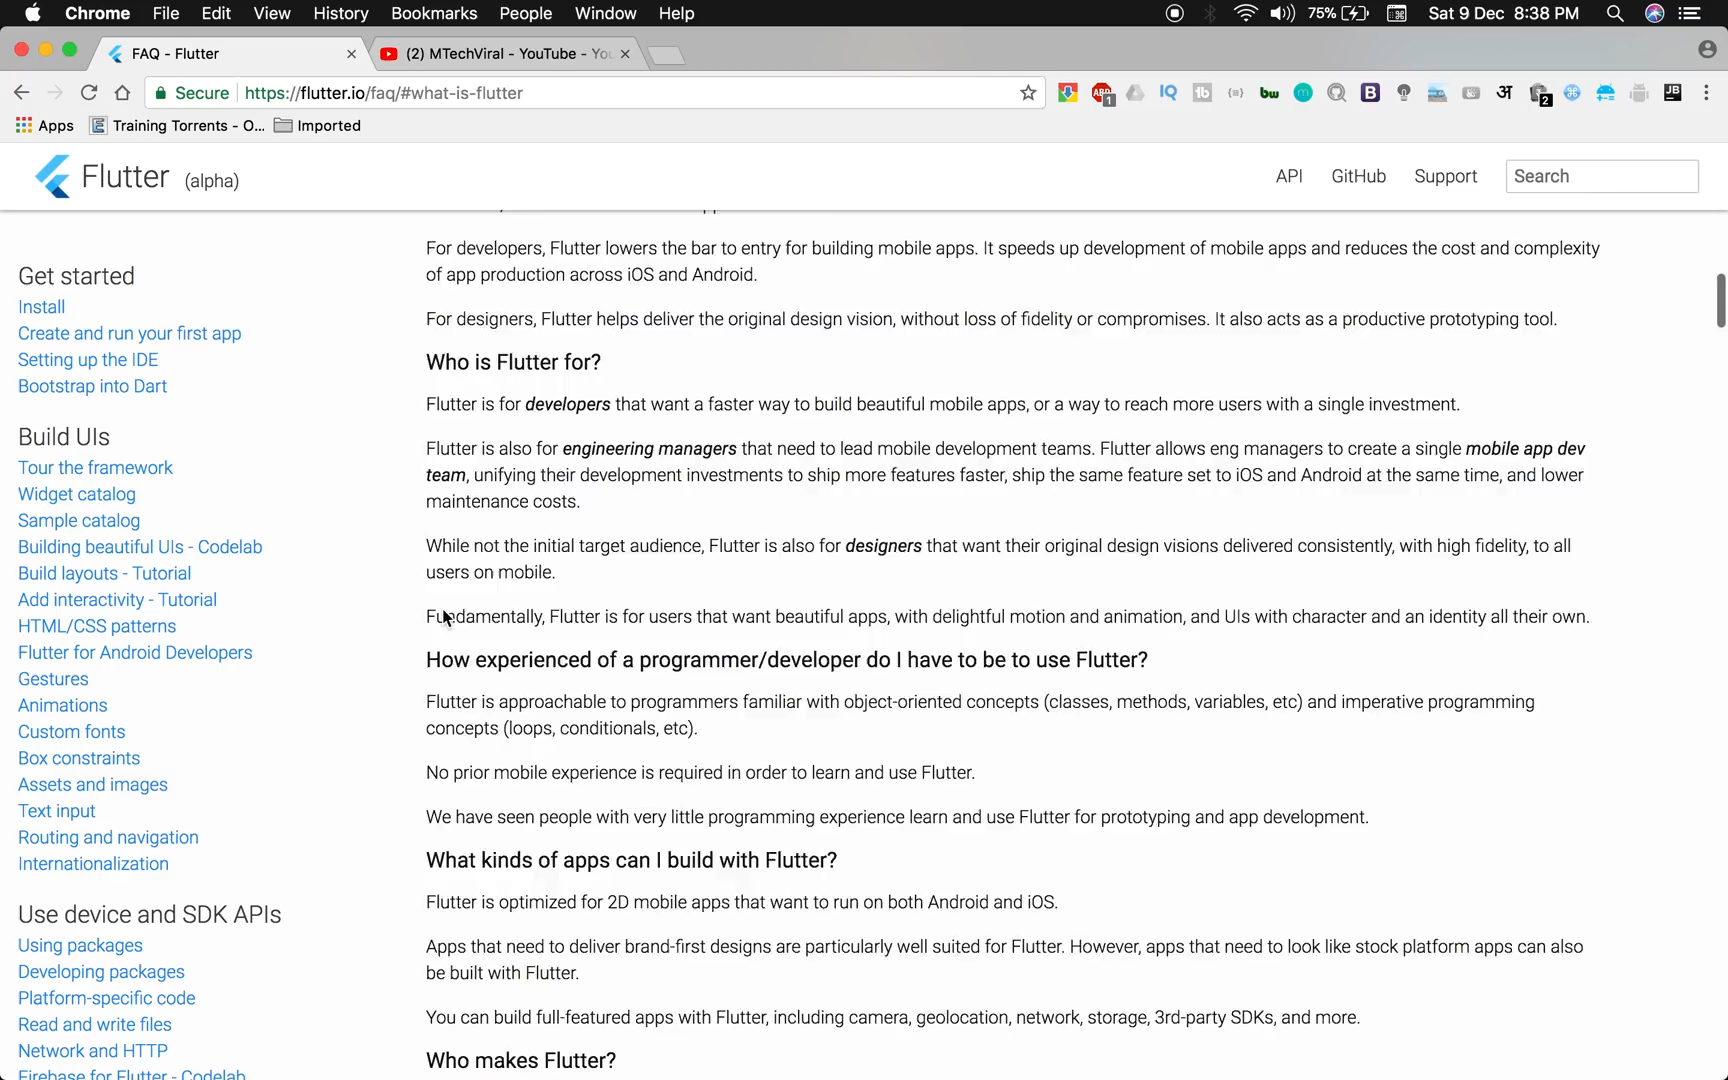 Chrome File Edit View History Bookmarks People Window Help 75% Sat 9 Dec 8:38 PM
FAQ - Flutter (2) MTechViral - YouTube - You
Secure https://flutter.io/faq/#what-is-flutter
Apps Training Torrents - O... Imported
Flutter (alpha) API GitHub Support Search
For developers, Flutter lowers the bar to entry for building mobile apps. It speeds up development of mobile apps and reduces the cost and complexity
of app production across iOS and Android.
For designers, Flutter helps deliver the original design vision, without loss of fidelity or compromises. It also acts as a productive prototyping tool.
Who is Flutter for?
Flutter is for developers that want a faster way to build beautiful mobile apps, or a way to reach more users with a single investment.
Flutter is also for engineering managers that need to lead mobile development teams. Flutter allows eng managers to create a single mobile app dev
team, unifying their development investments to ship more features faster, ship the same feature set to iOS and Android at the same time, and lower
maintenance costs.
While not the initial target audience, Flutter is also for designers that want their original design visions delivered consistently, with high fidelity, to all
users on mobile.
Fundamentally, Flutter is for users that want beautiful apps, with delightful motion and animation, and UIs with character and an identity all their own.
How experienced of a programmer/developer do I have to be to use Flutter?
Flutter is approachable to programmers familiar with object-oriented concepts (classes, methods, variables, etc) and imperative programming
concepts (loops, conditionals, etc).
No prior mobile experience is required in order to learn and use Flutter.
We have seen people with very little programming experience learn and use Flutter for prototyping and app development.
What kinds of apps can I build with Flutter?
Flutter is optimized for 2D mobile apps that want to run on both Android and iOS.
Apps that need to deliver brand-first designs are particularly well suited for Flutter. However, apps that need to look like stock platform apps can also
be built with Flutter.
You can build full-featured apps with Flutter, including camera, geolocation, network, storage, 3rd-party SDKs, and more.
Who makes Flutter?
Get started
Install
Create and run your first app
Setting up the IDE
Bootstrap into Dart
Build UIs
Tour the framework
Widget catalog
Sample catalog
Building beautiful UIs - Codelab
Build layouts - Tutorial
Add interactivity - Tutorial
HTML/CSS patterns
Flutter for Android Developers
Gestures
Animations
Custom fonts
Box constraints
Assets and images
Text input
Routing and navigation
Internationalization
Use device and SDK APIs
Using packages
Developing packages
Platform-specific code
Read and write files
Network and HTTP
Firebase for Flutter - Codelab